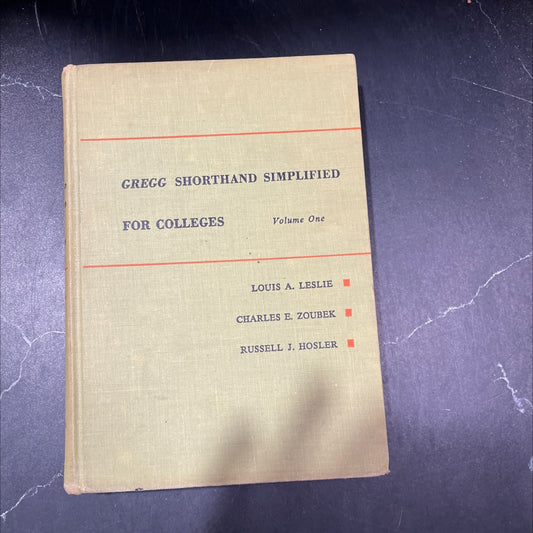 GREGG SHORTHAND SIMPLIFIED
FOR COLLEGES Volume One
LOUIS A. LESLIE
CHARLES E. ZOUBEK
RUSSELL J. HOSLER